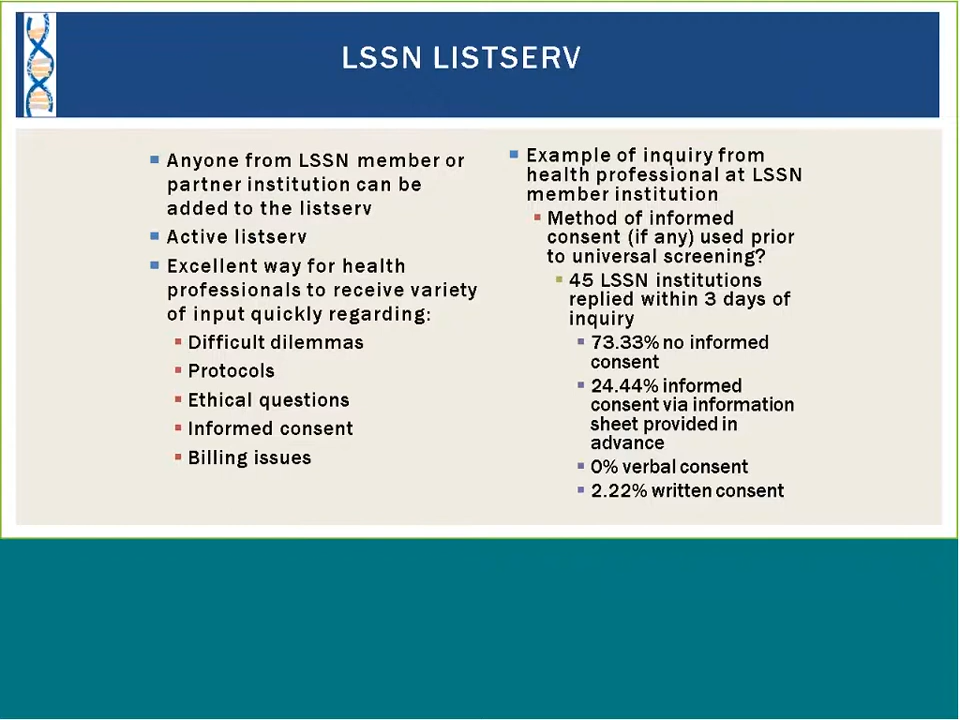 LSSN LISTSERV
Anyone from LSSN member or
partner institution can be
added to the listserv
Active listserv
Excellent way for health
professionals to receive variety
of input quickly regarding:
Difficult dilemmas
Protocols
Ethical questions
Informed consent
Billing issues
Example of inquiry from
health professional at LSSN
member institution
Method of informed
consent (if any) used prior
to universal screening?
45 LSSN institutions
replied within 3 days of
inquiry
73.33% no informed
consent
24.44% informed
consent via information
sheet provided in
advance
0% verbal consent
2.22% written consent